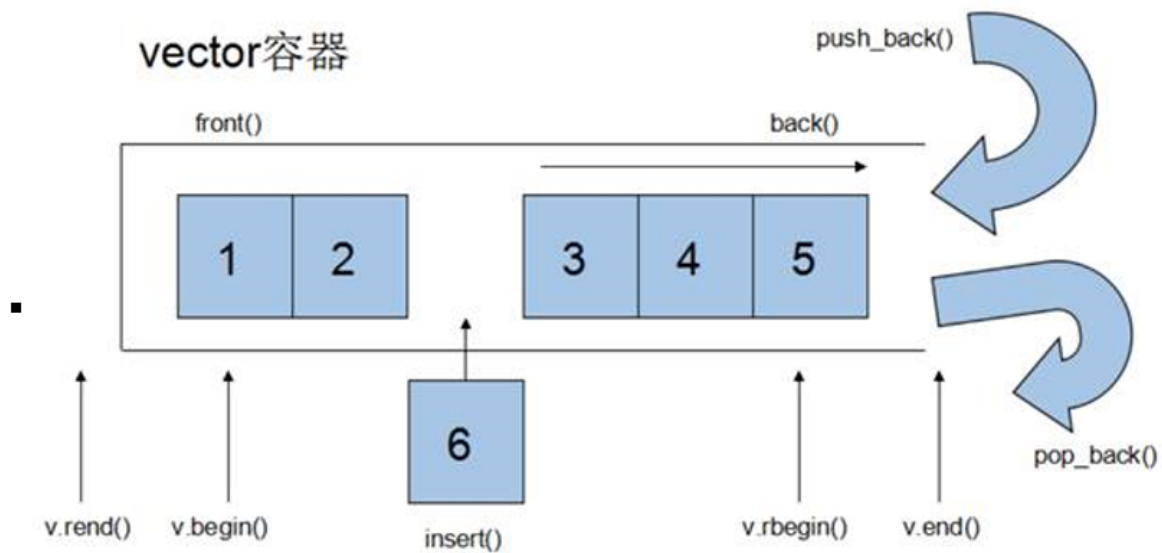 vector容器
push_back()
front()
back()
1 2 3 4 5
6
pop_back()
v.rend() v.begin() insert() v.rbegin() v.end()